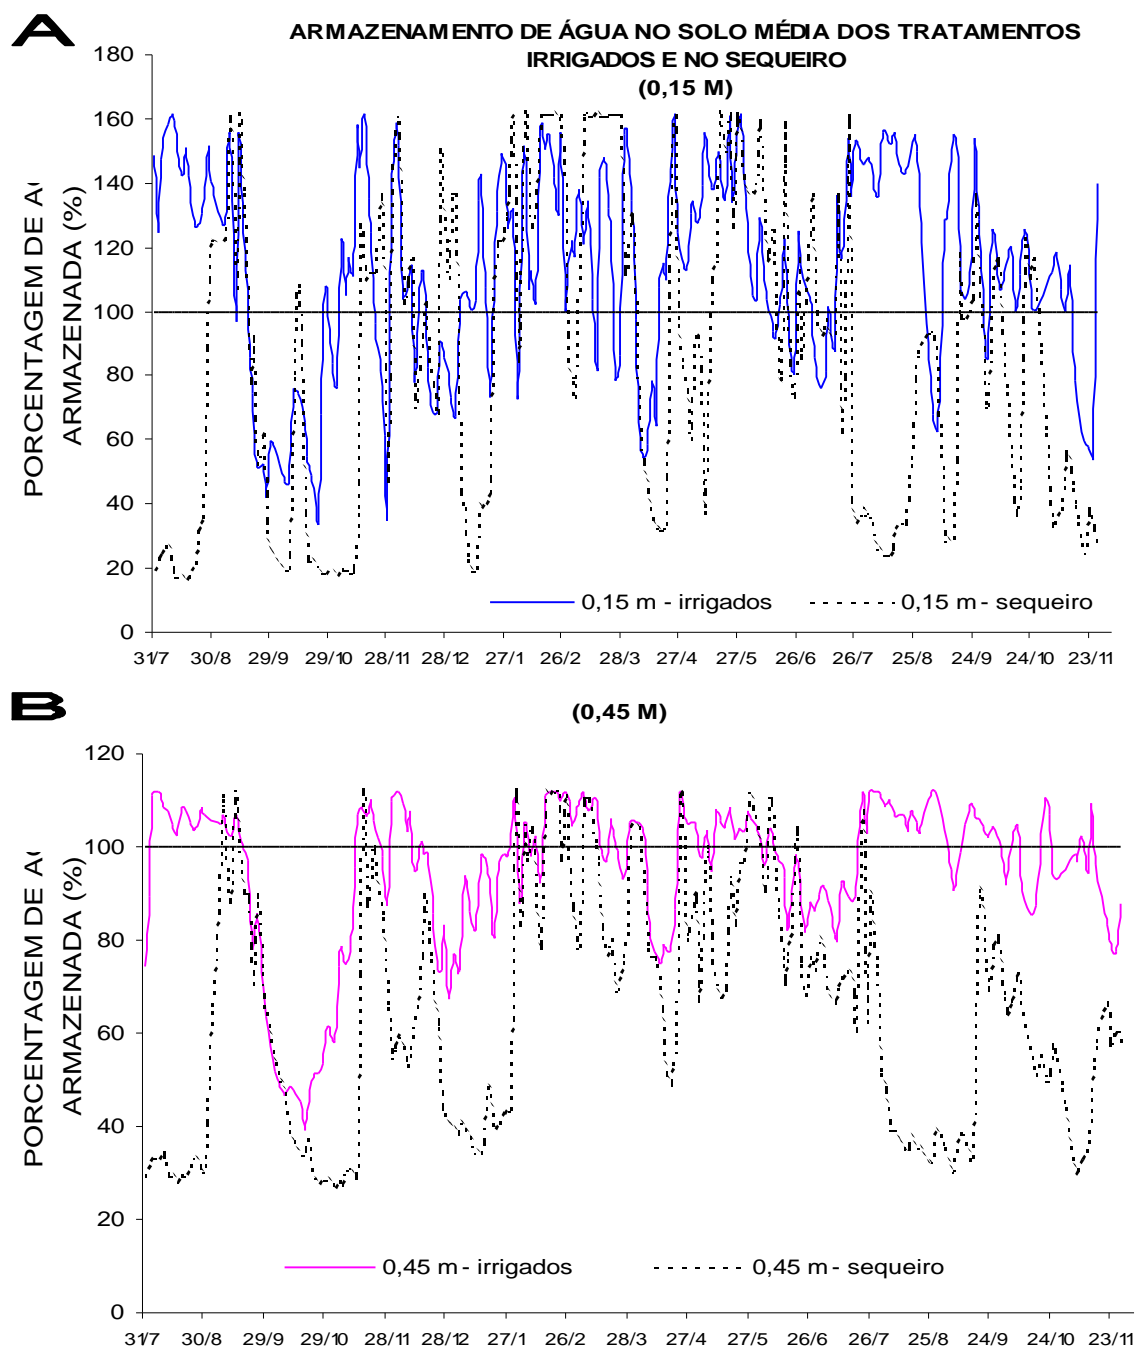 A
ARMAZENAMENTO DE ÁGUA NO SOLO MÉDIA DOS TRATAMENTOS
IRRIGADOS E NO SEQUEIRO
(0,15 M)
PORCENTAGEM DE
ARMAZENADA (%)
180
160
140
120
100
80
60
40
20
0
0,15 m - irrigados
0,15 m - sequeiro
31/7 30/8 29/9 29/10 28/11 28/12 27/1 26/2 28/3 27/4 27/5 26/6 26/7 25/8 24/9 24/10 23/11
B
(0,45 M)
PORCENTAGEM DE
ARMAZENADA (%)
120
100
80
60
40
20
0
0,45 m - irrigados
0,45 m - sequeiro
31/7 30/8 29/9 29/10 28/11 28/12 27/1 26/2 28/3 27/4 27/5 26/6 26/7 25/8 24/9 24/10 23/11